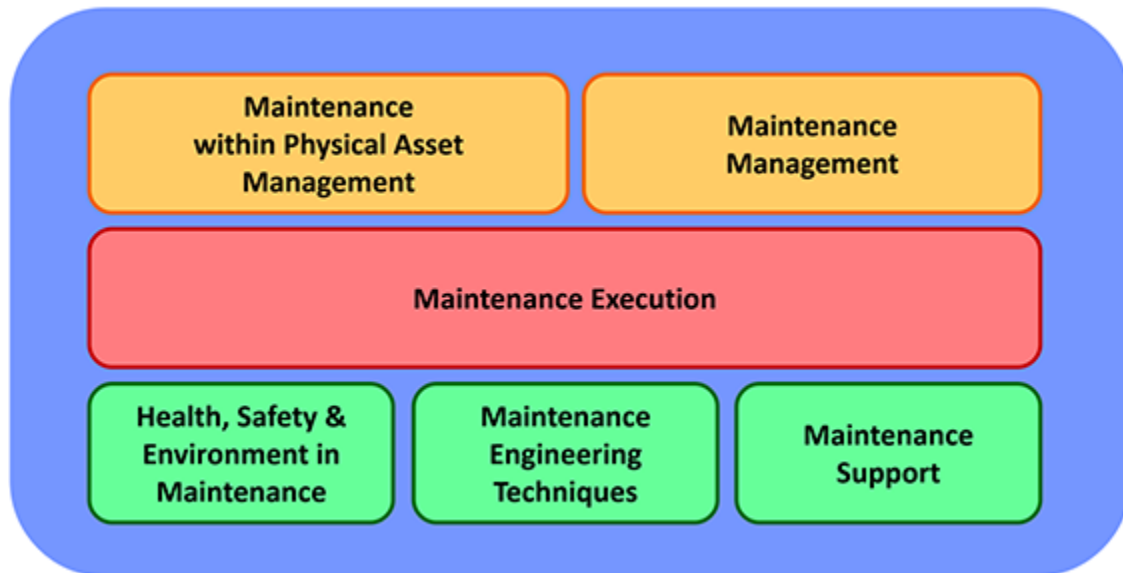 Maintenance
within Physical Asset
Management
Maintenance
Management
Maintenance Execution
Health, Safety &
Environment in
Maintenance
Maintenance
Engineering
Techniques
Maintenance
Support